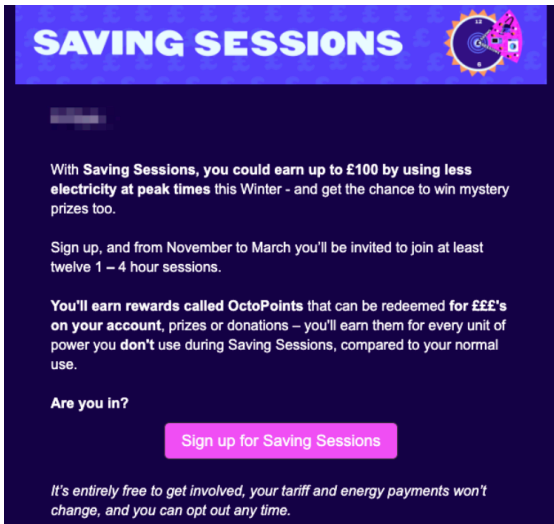 SAVING SESSIONS
12
6
With Saving Sessions, you could earn up to £100 by using less
electricity at peak times this Winter - and get the chance to win mystery
prizes too.
Sign up, and from November to March you'll be invited to join at least
twelve 1 – 4 hour sessions.
You'll earn rewards called OctoPoints that can be redeemed for £££'s
on your account, prizes or donations – you'll earn them for every unit of
power you don't use during Saving Sessions, compared to your normal
use.
Are you in?
Sign up for Saving Sessions
It's entirely free to get involved, your tariff and energy payments won't
change, and you can opt out any time.